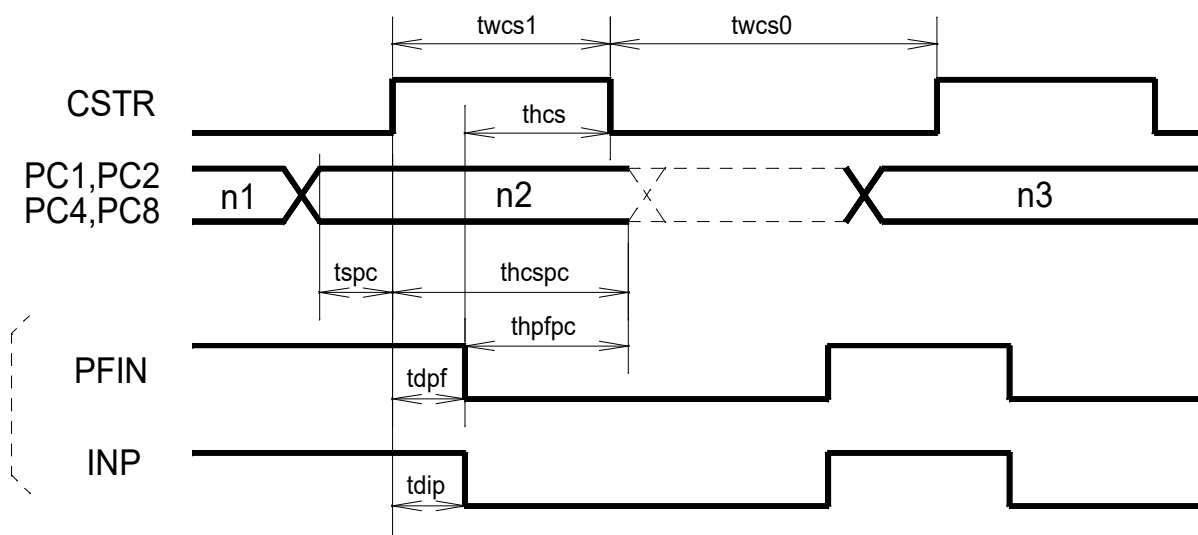 twcs1 twcs0
CSTR
thcs
PC1,PC2
PC4,PC8
n1 n2 x n3
tspc thcspc
thpfpc
PFIN
tdpf
INP
tdip